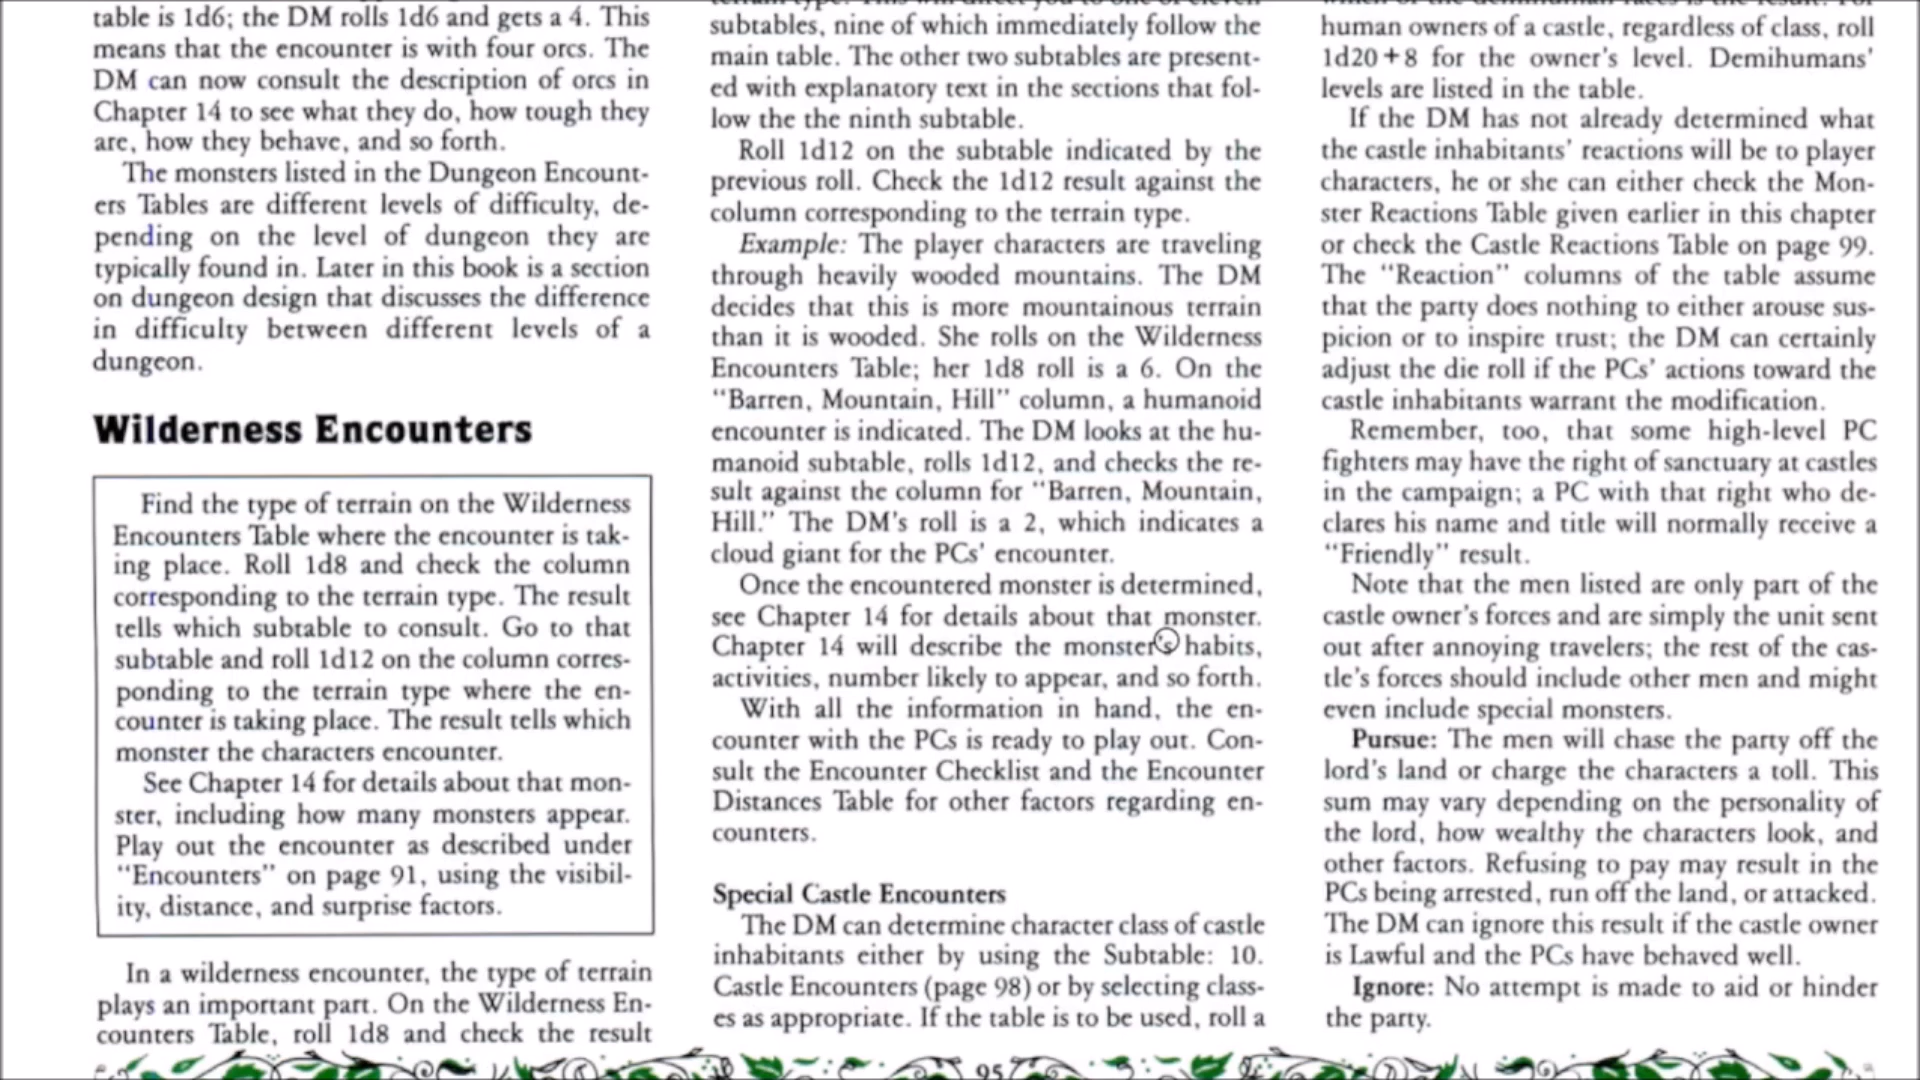 table is 1d6; the DM rolls 1d6 and gets a 4. This
means that the encounter is with four orcs. The
DM can now consult the description of orcs in
Chapter 14 to see what they do, how tough they
are, how they behave, and so forth.
The monsters listed in the Dungeon Encount-
ers Tables are different levels of difficulty, de-
pending on the level of dungeon they are
typically found in. Later in this book is a section
on dungeon design that discusses the difference
in difficulty between different levels of a
dungeon.
Wilderness Encounters
Find the type of terrain on the Wilderness
Encounters Table where the encounter is tak-
ing place. Roll 1d8 and check the column
corresponding to the terrain type. The result
tells which subtable to consult. Go to that
subtable and roll 1d12 on the column corres-
ponding to the terrain type where the en-
counter is taking place. The result tells which
monster the characters encounter.
See Chapter 14 for details about that mon-
ster, including how many monsters appear.
Play out the encounter as described under
"Encounters" on page 91, using the visibil-
ity, distance, and surprise factors.
In a wilderness encounter, the type of terrain
plays an important part. On the Wilderness En-
counters Table, roll 1d8 and check the result
terrain type. This will direct you to one of eleven
subtables, nine of which immediately follow the
main table. The other two subtables are present-
ed with explanatory text in the sections that fol-
low the the ninth subtable.
Roll 1d12 on the subtable indicated by the
previous roll. Check the 1d12 result against the
column corresponding to the terrain type.
Example: The player characters are traveling
through heavily wooded mountains. The DM
decides that this is more mountainous terrain
than it is wooded. She rolls on the Wilderness
Encounters Table; her 1d8 roll is a 6. On the
"Barren, Mountain, Hill" column, a humanoid
encounter is indicated. The DM looks at the hu-
manoid subtable, rolls 1d12, and checks the re-
sult against the column for "Barren, Mountain,
Hill." The DM's roll is a 2, which indicates a
cloud giant for the PCs' encounter.
Once the encountered monster is determined,
see Chapter 14 for details about that monster.
Chapter 14 will describe the monster's habits,
activities, number likely to appear, and so forth.
With all the information in hand, the en-
counter with the PCs is ready to play out. Con-
sult the Encounter Checklist and the Encounter
Distances Table for other factors regarding en-
counters.
Special Castle Encounters
The DM can determine character class of castle
inhabitants either by using the Subtable: 10.
Castle Encounters (page 98) or by selecting class-
es as appropriate. If the table is to be used, roll a
which of the demihuman races is the result. For
human owners of a castle, regardless of class, roll
1d20+8 for the owner's level. Demihumans'
levels are listed in the table.
If the DM has not already determined what
the castle inhabitants' reactions will be to player
characters, he or she can either check the Mon-
ster Reactions Table given earlier in this chapter
or check the Castle Reactions Table on page 99.
The "Reaction" columns of the table assume
that the party does nothing to either arouse sus-
picion or to inspire trust; the DM can certainly
adjust the die roll if the PCs' actions toward the
castle inhabitants warrant the modification.
Remember, too, that some high-level PC
fighters may have the right of sanctuary at castles
in the campaign; a PC with that right who de-
clares his name and title will normally receive a
"Friendly" result.
Note that the men listed are only part of the
castle owner's forces and are simply the unit sent
out after annoying travelers; the rest of the cas-
tle's forces should include other men and might
even include special monsters.
Pursue: The men will chase the party off the
lord's land or charge the characters a toll. This
sum may vary depending on the personality of
the lord, how wealthy the characters look, and
other factors. Refusing to pay may result in the
PCs being arrested, run off the land, or attacked.
The DM can ignore this result if the castle owner
is Lawful and the PCs have behaved well.
Ignore: No attempt is made to aid or hinder
the party.
95